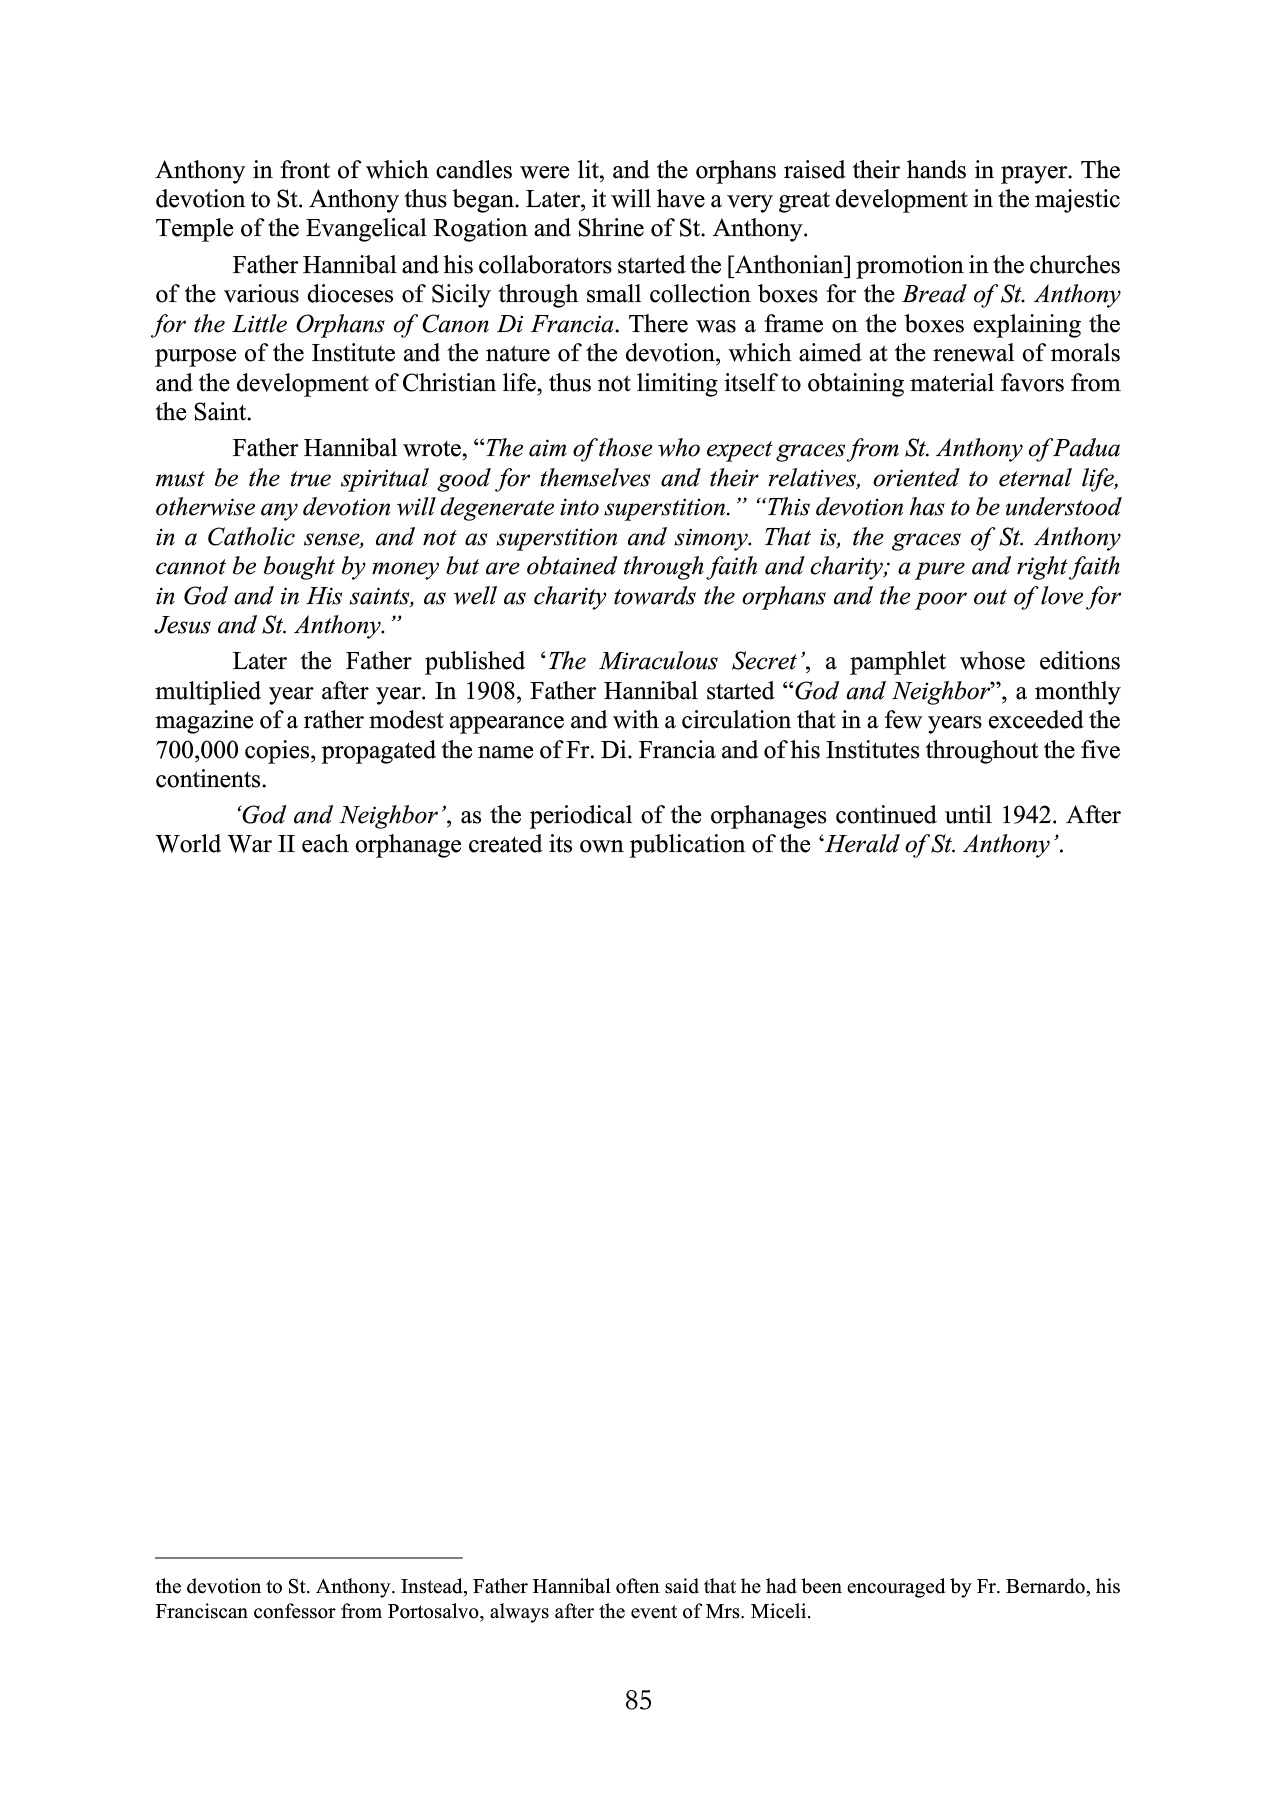 Anthony in front of which candles were lit, and the orphans raised their hands in prayer. The
devotion to St. Anthony thus began. Later, it will have a very great development in the majestic
Temple of the Evangelical Rogation and Shrine of St. Anthony.
Father Hannibal and his collaborators started the [Anthonian] promotion in the churches
of the various dioceses of Sicily through small collection boxes for the Bread of St. Anthony
for the Little Orphans of Canon Di Francia. There was a frame on the boxes explaining the
purpose of the Institute and the nature of the devotion, which aimed at the renewal of morals
and the development of Christian life, thus not limiting itself to obtaining material favors from
the Saint.
Father Hannibal wrote, “The aim of those who expect graces from St. Anthony of Padua
must be the true spiritual good for themselves and their relatives, oriented to eternal life,
otherwise any devotion will degenerate into superstition.” “This devotion has to be understood
in a Catholic sense, and not as superstition and simony. That is, the graces of St. Anthony
cannot be bought by money but are obtained through faith and charity; a pure and right faith
in God and in His saints, as well as charity towards the orphans and the poor out of love for
Jesus and St. Anthony.”
Later the Father published ‘The Miraculous Secret’, a pamphlet whose editions
multiplied year after year. In 1908, Father Hannibal started “God and Neighbor”, a monthly
magazine of a rather modest appearance and with a circulation that in a few years exceeded the
700,000 copies, propagated the name of Fr. Di. Francia and of his Institutes throughout the five
continents.
‘God and Neighbor’, as the periodical of the orphanages continued until 1942. After
World War II each orphanage created its own publication of the ‘Herald of St. Anthony’.
the devotion to St. Anthony. Instead, Father Hannibal often said that he had been encouraged by Fr. Bernardo, his
Franciscan confessor from Portosalvo, always after the event of Mrs. Miceli.
85